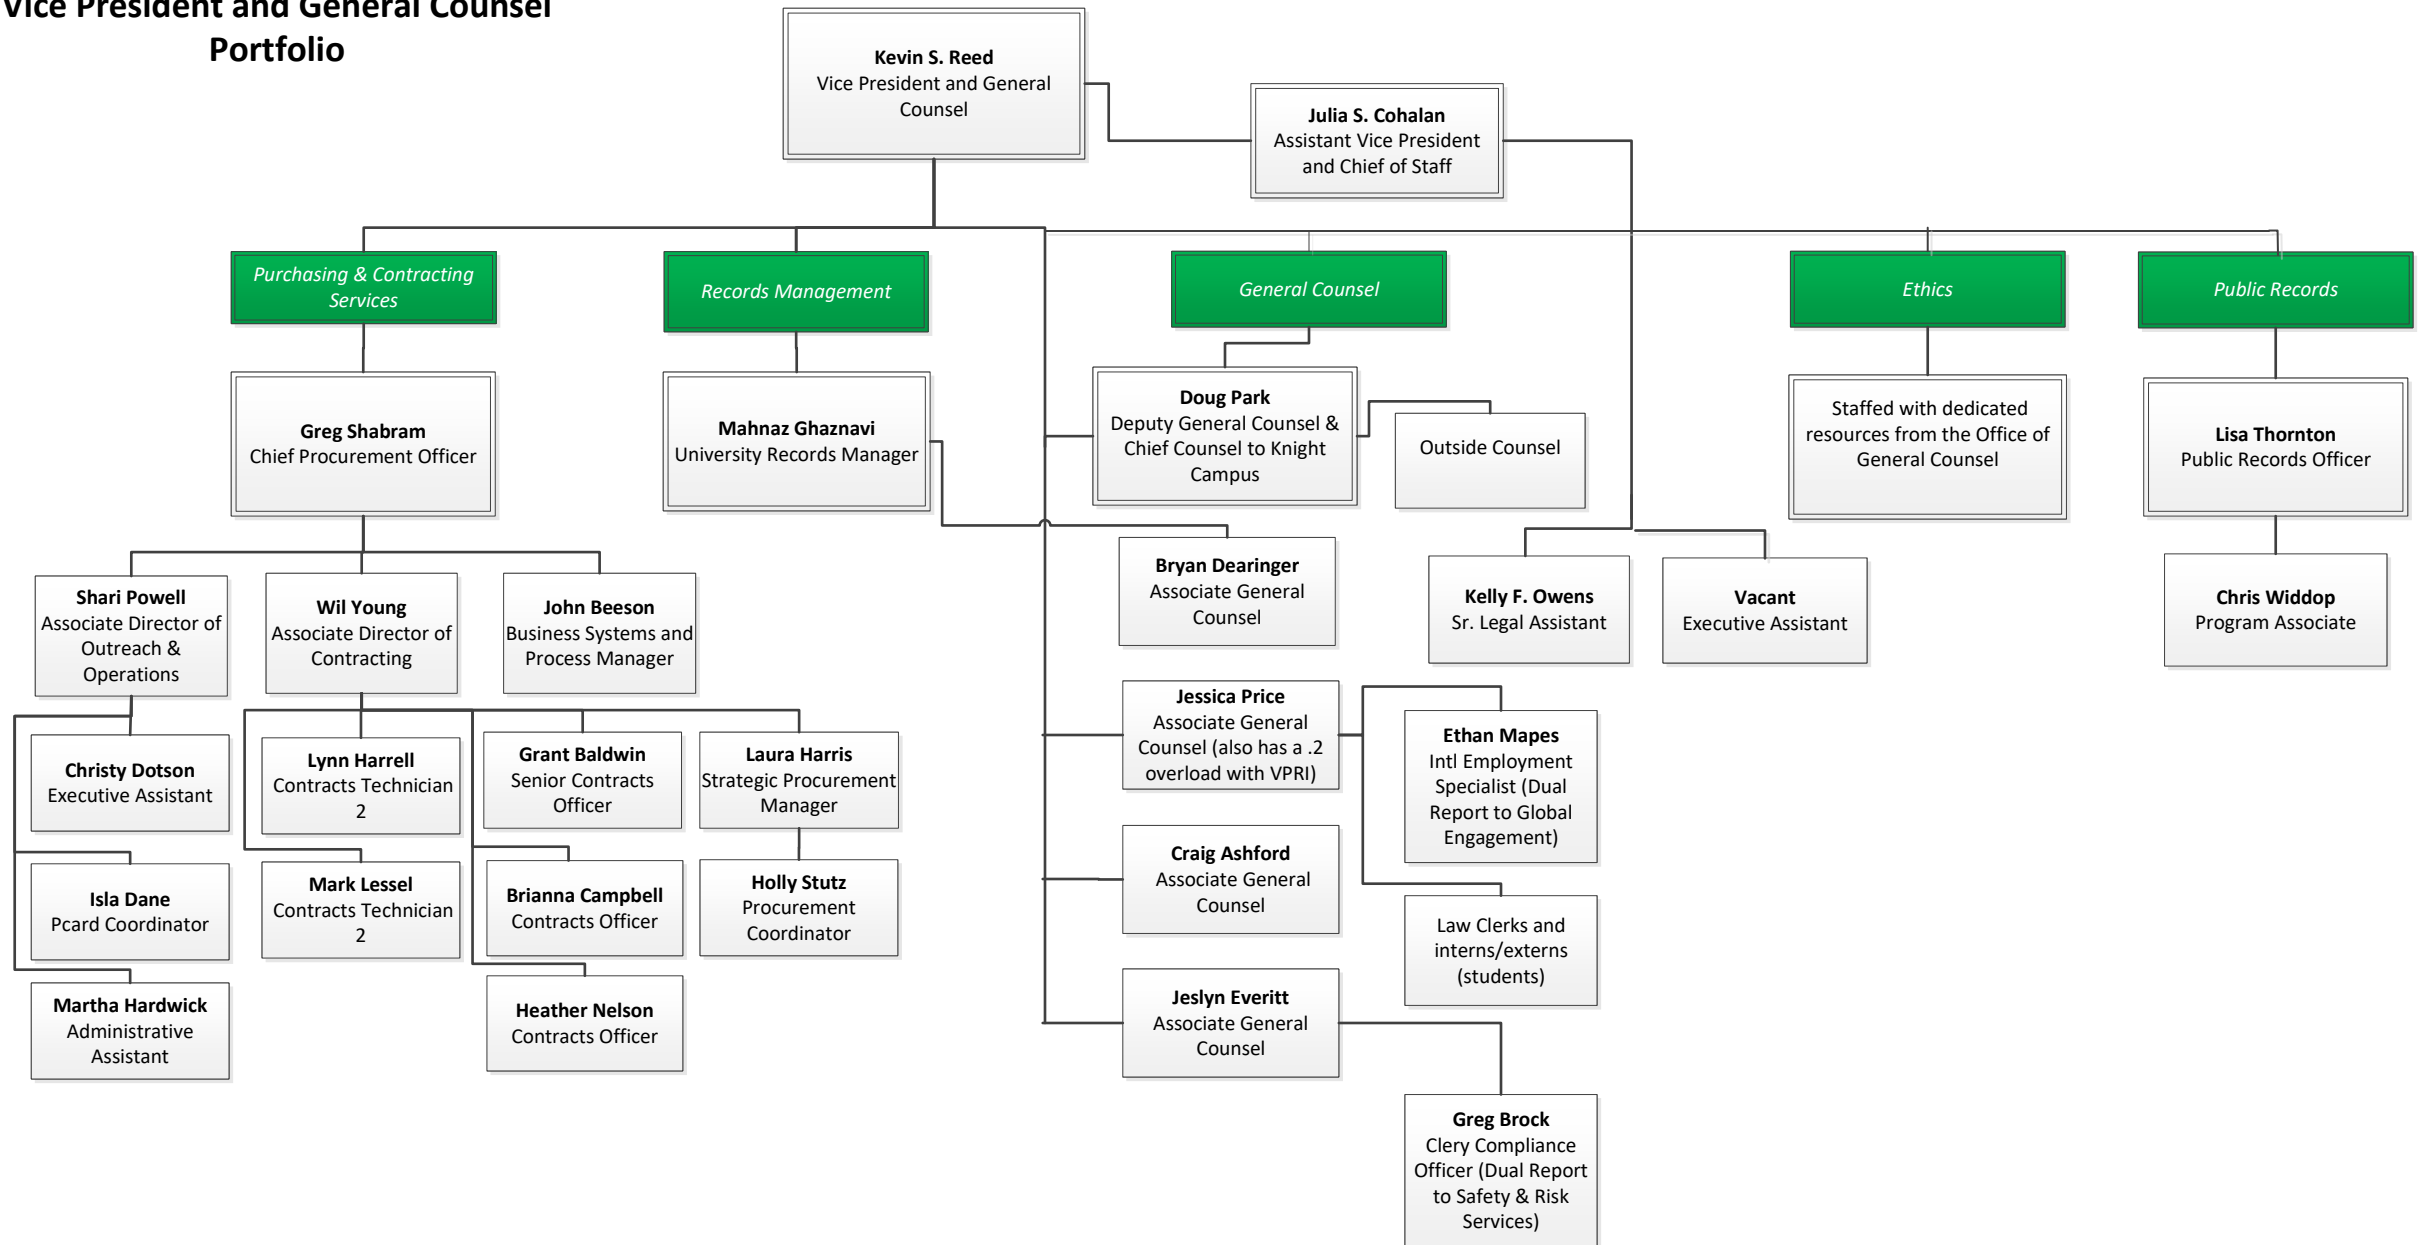 Vice President and General Counsel
Portfolio
Kevin S. Reed
Vice President and General
Counsel
Julia S. Cohalan
Assistant Vice President
and Chief of Staff
Purchasing & Contracting
Services
Records Management
General Counsel
Ethics
Public Records
Greg Shabram
Chief Procurement Officer
Mahnaz Ghaznavi
University Records Manager
Doug Park
Deputy General Counsel &
Chief Counsel to Knight
Campus
Outside Counsel
Staffed with dedicated
resources from the Office of
General Counsel
Lisa Thornton
Public Records Officer
Bryan Dearinger
Associate General
Counsel
Kelly F. Owens
Sr. Legal Assistant
Vacant
Executive Assistant
Chris Widdop
Program Associate
Shari Powell
Associate Director of
Outreach &
Operations
Wil Young
Associate Director of
Contracting
John Beeson
Business Systems and
Process Manager
Christy Dotson
Executive Assistant
Lynn Harrell
Contracts Technician
2
Grant Baldwin
Senior Contracts
Officer
Laura Harris
Strategic Procurement
Manager
Jessica Price
Associate General
Counsel (also has a .2
overload with VPRI)
Ethan Mapes
Intl Employment
Specialist (Dual
Report to Global
Engagement)
Isla Dane
Pcard Coordinator
Mark Lessel
Contracts Technician
2
Brianna Campbell
Contracts Officer
Holly Stutz
Procurement
Coordinator
Craig Ashford
Associate General
Counsel
Law Clerks and
interns/externs
(students)
Martha Hardwick
Administrative
Assistant
Heather Nelson
Contracts Officer
Jeslyn Everitt
Associate General
Counsel
Greg Brock
Clery Compliance
Officer (Dual Report
to Safety & Risk
Services)